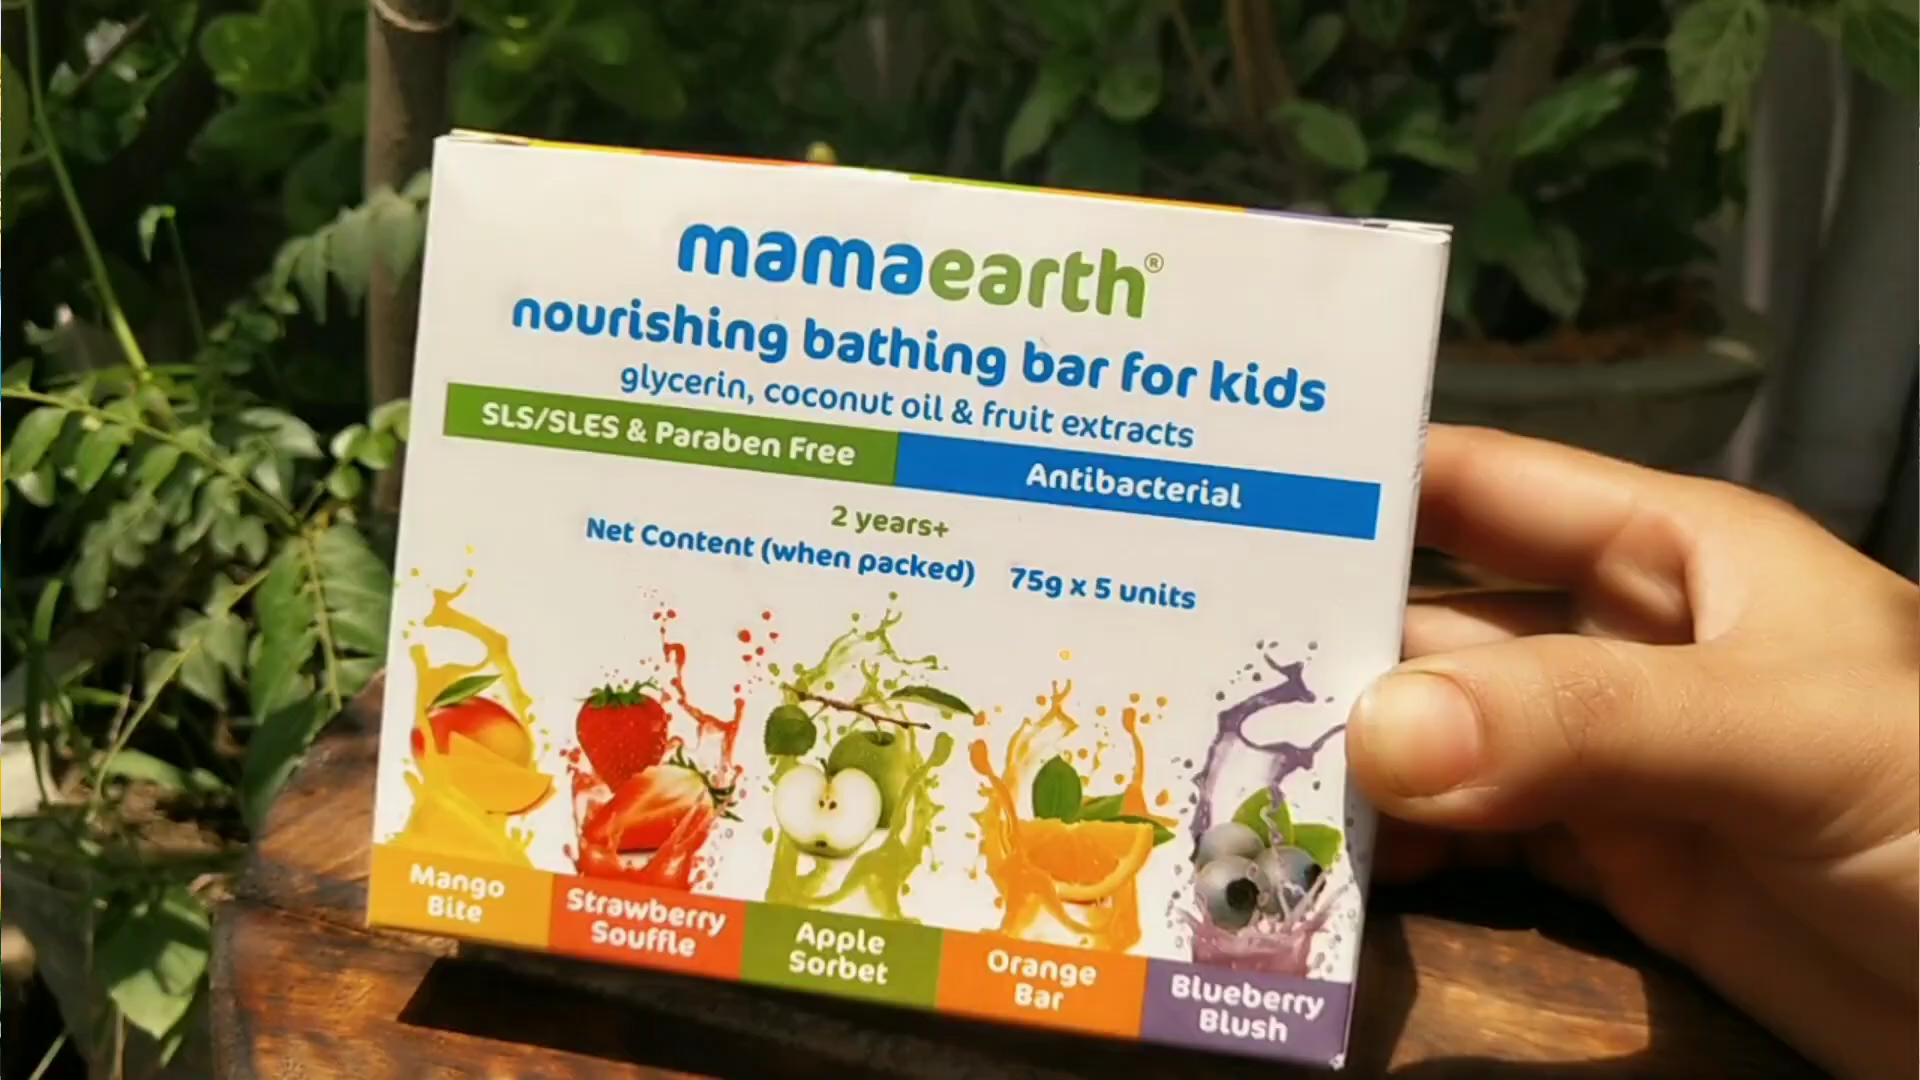 mamaearth®
nourishing bathing bar for kids
glycerin, coconut oil & fruit extracts
SLS/SLES & Paraben Free
Antibacterial
2 years+
Net Content (when packed) 75g x 5 units
Mango
Bite
Strawberry
Souffle
Apple
Sorbet
Orange
Bar
Blueberry
Blush